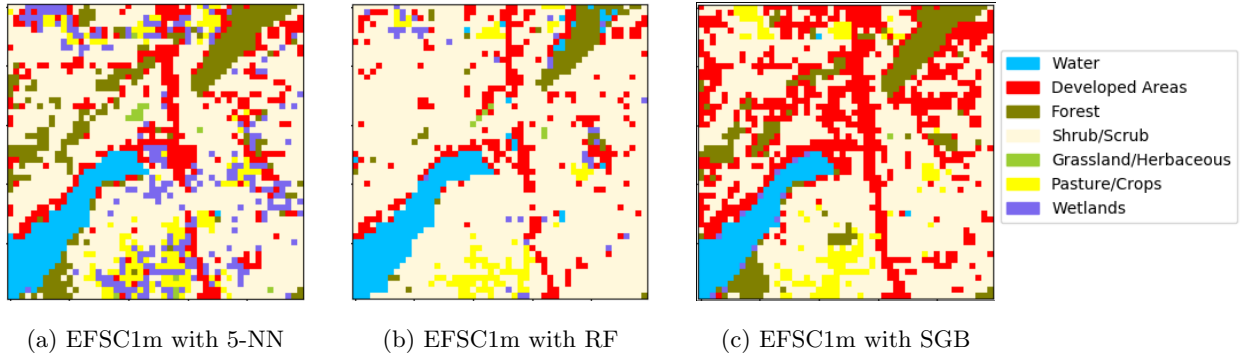 Water
Developed Areas
Forest
Shrub/Scrub
Grassland/Herbaceous
Pasture/Crops
Wetlands
(a) EFSC1m with 5-NN
(b) EFSC1m with RF
(c) EFSC1m with SGB